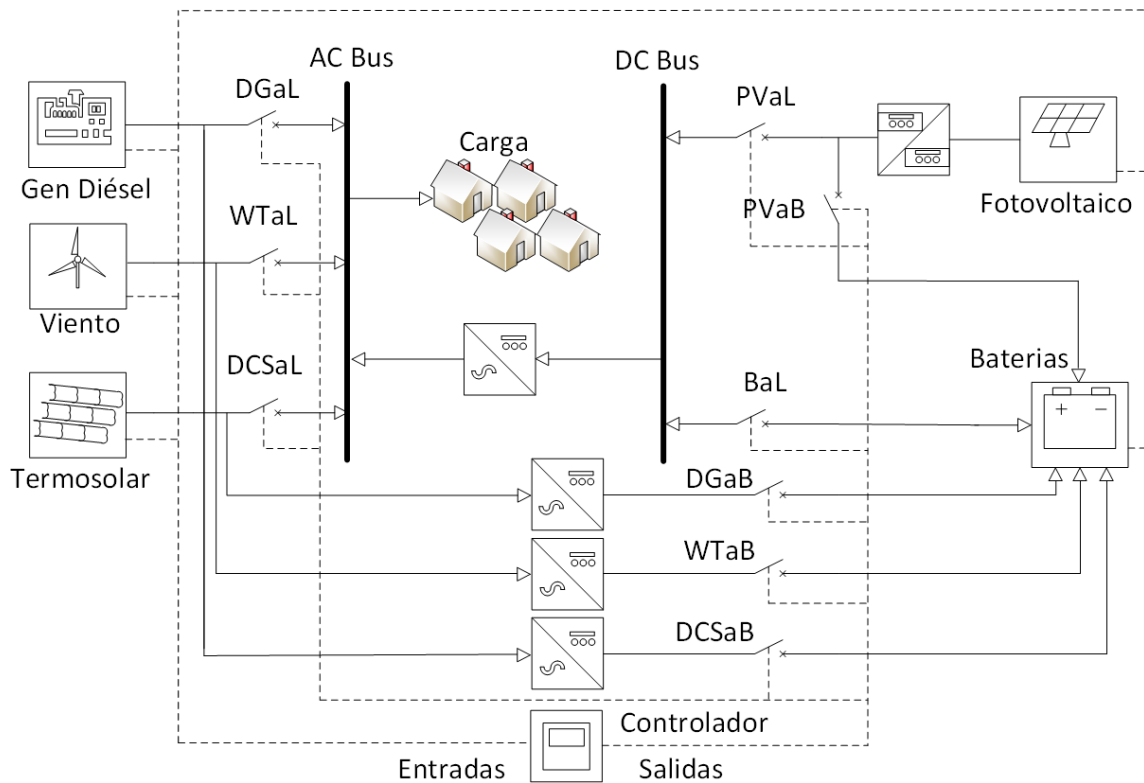 AC Bus
DC Bus
DGaL
PVaL
Carga
Gen Diésel
WTaL
PVaB
Fotovoltaico
Viento
DCSaL
Baterias
BaL
+ −
Termosolar
DGaB
WTaB
DCSaB
Controlador
Entradas
Salidas